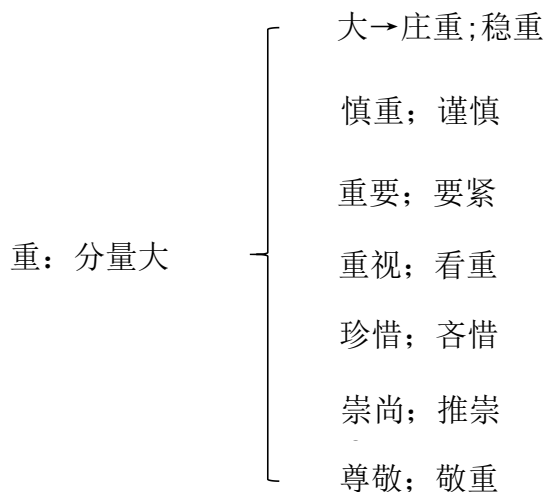 大→庄重;稳重
慎重；谨慎
重要；要紧
重：分量大
重视；看重
珍惜；吝惜
崇尚；推崇
尊敬；敬重